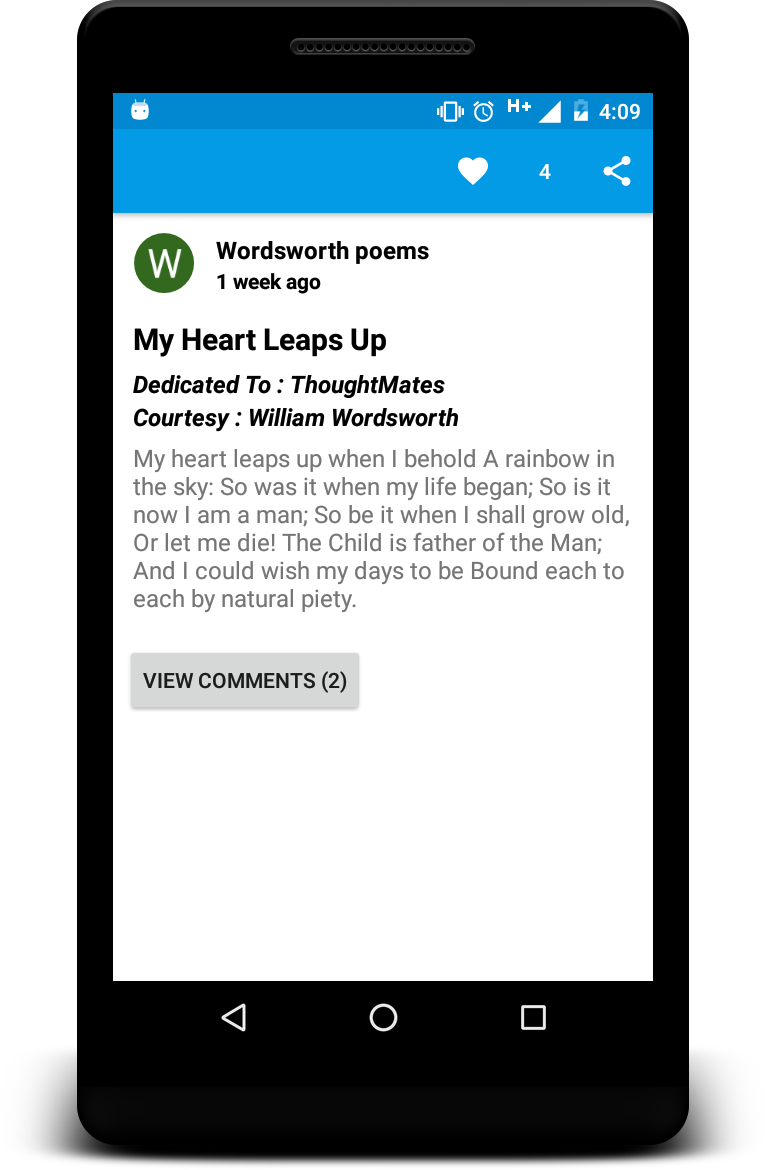 H+ 4:09
4
W
Wordsworth poems
1 week ago
My Heart Leaps Up
Dedicated To : ThoughtMates
Courtesy : William Wordsworth
My heart leaps up when I behold A rainbow in
the sky: So was it when my life began; So is it
now I am a man; So be it when I shall grow old,
Or let me die! The Child is father of the Man;
And I could wish my days to be Bound each to
each by natural piety.
VIEW COMMENTS (2)